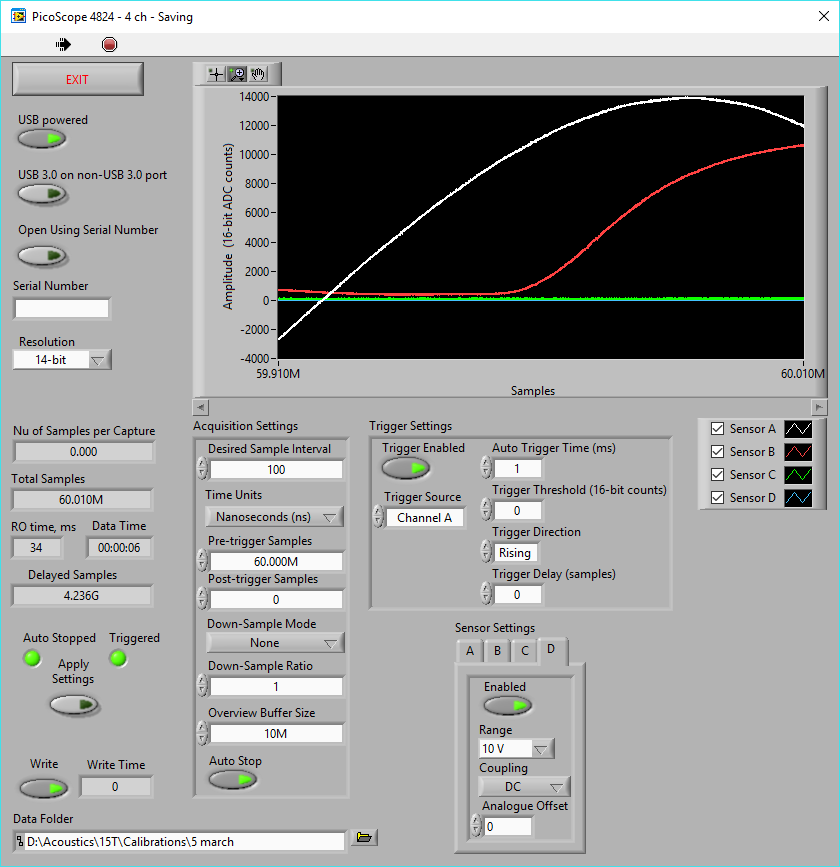 PicoScope 4824 - 4 ch - Saving
EXIT
USB powered
USB 3.0 on non-USB 3.0 port
Open Using Serial Number
Serial Number
Resolution
14-bit
14000
12000
10000
8000
6000
4000
2000
0
-2000
-4000
Amplitude (16-bit ADC counts)
59.910M
60.010M
Samples
Nu of Samples per Capture
0.000
Total Samples
60.010M
RO time, ms
Data Time
34
00:00:06
Delayed Samples
4.236G
Auto Stopped
Triggered
Apply
Settings
Write
Write Time
0
Acquisition Settings
Desired Sample Interval
100
Time Units
Nanoseconds (ns)
Pre-trigger Samples
60.000M
Post-trigger Samples
0
Down-Sample Mode
None
Down-Sample Ratio
1
Overview Buffer Size
10M
Auto Stop
Trigger Settings
Trigger Enabled
Trigger Source
Channel A
Auto Trigger Time (ms)
1
Trigger Threshold (16-bit counts)
0
Trigger Direction
Rising
Trigger Delay (samples)
0
Sensor A
Sensor B
Sensor C
Sensor D
Sensor Settings
A B C D
Enabled
Range
10 V
Coupling
DC
Analogue Offset
0
Data Folder
D:\Acoustics\15T\Calibrations\5 march